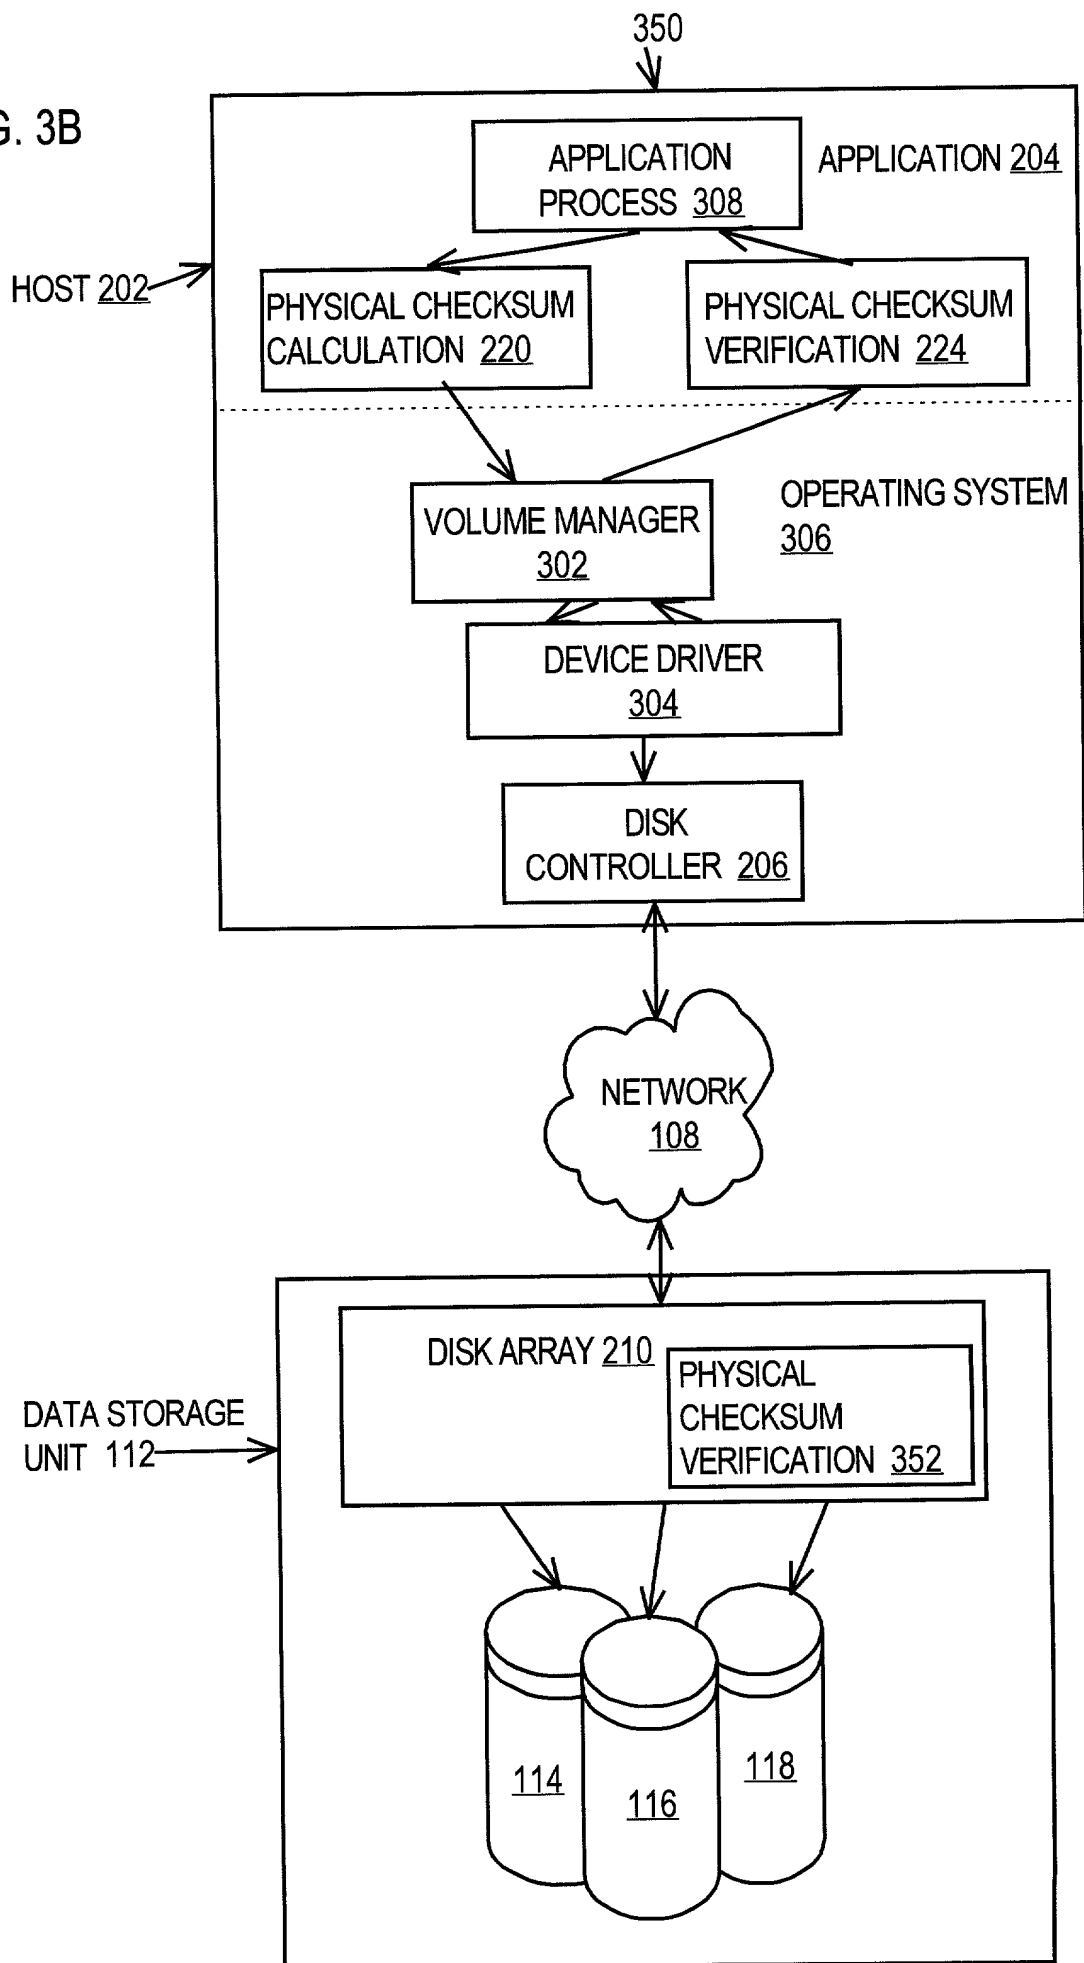 350
G. 3B
APPLICATION
PROCESS 308
APPLICATION 204
HOST 202
PHYSICAL CHECKSUM
CALCULATION 220
PHYSICAL CHECKSUM
VERIFICATION 224
OPERATING SYSTEM
306
VOLUME MANAGER
302
DEVICE DRIVER
304
DISK
CONTROLLER 206
NETWORK
108
DISK ARRAY 210
PHYSICAL
CHECKSUM
VERIFICATION 352
DATA STORAGE
UNIT 112
114
116
118